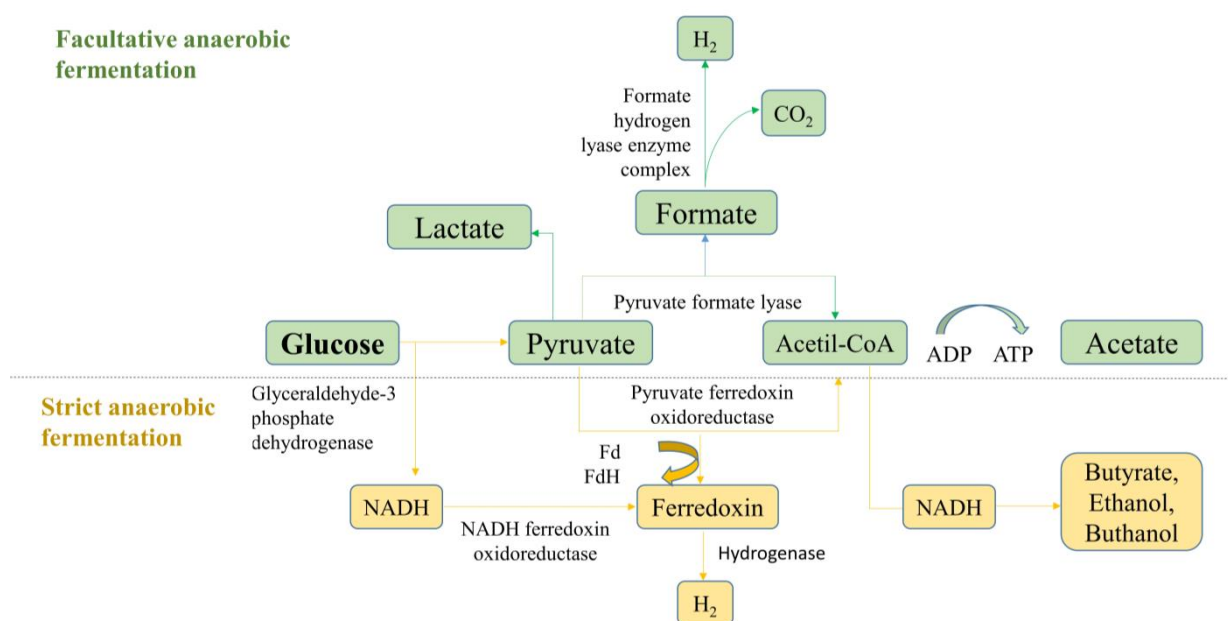 Facultative anaerobic
fermentation
H₂
Formate
hydrogen
lyase enzyme
complex
CO₂
Formate
Lactate
Pyruvate formate lyase
Glucose
Pyruvate
Acetil-CoA
ADP
ATP
Acetate
Strict anaerobic
fermentation
Glyceraldehyde-3
phosphate
dehydrogenase
Pyruvate ferredoxin
oxidoreductase
Fd
FdH
NADH
NADH ferredoxin
oxidoreductase
Ferredoxin
NADH
Butyrate,
Ethanol,
Buthanol
Hydrogenase
H₂